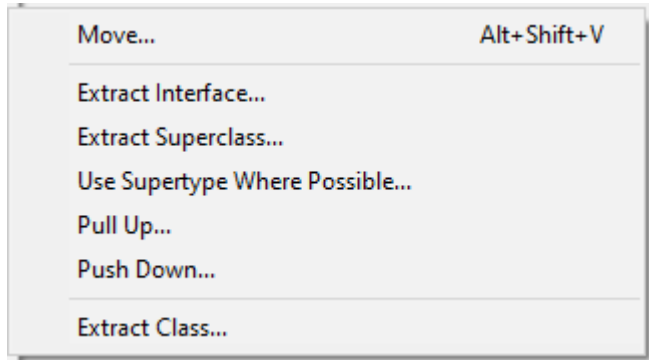 Move... Alt+Shift+V
Extract Interface...
Extract Superclass...
Use Supertype Where Possible...
Pull Up...
Push Down...
Extract Class...